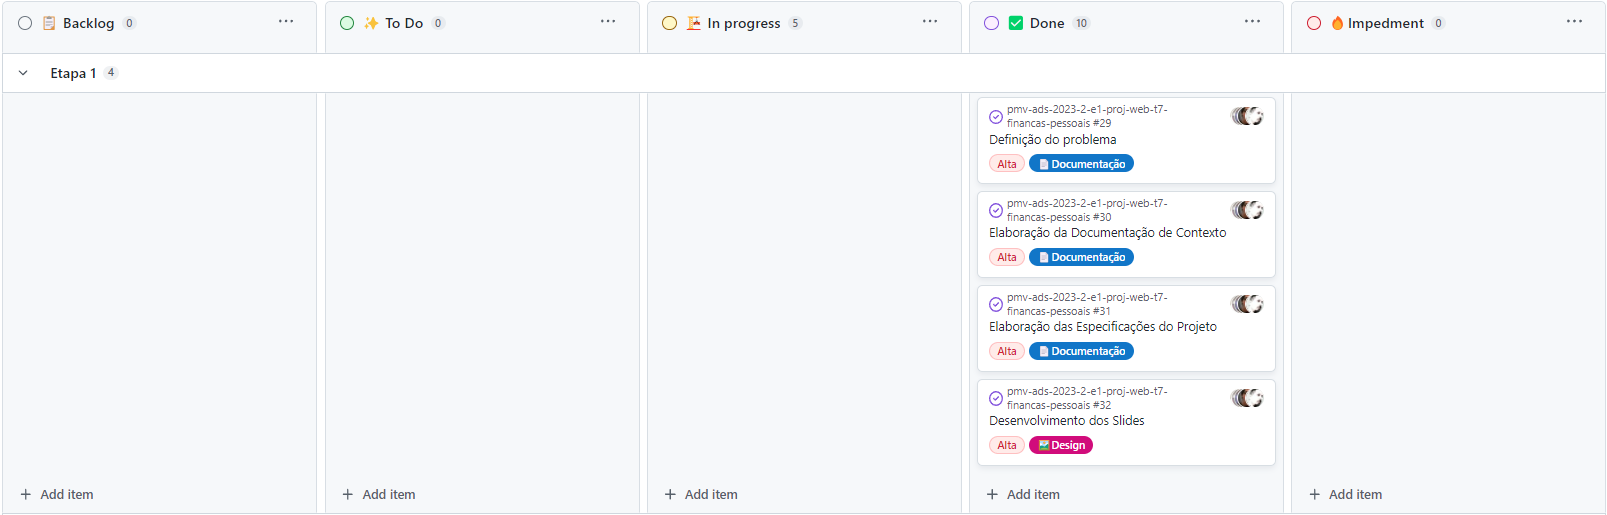 Backlog 0
To Do 0
In progress 5
Done 10
Impedment 0
Etapa 1 4
pmv-ads-2023-2-e1-proj-web-t7-
financas-pessoais #29
Definição do problema
Alta Documentação
pmv-ads-2023-2-e1-proj-web-t7-
financas-pessoais #30
Elaboração da Documentação de Contexto
Alta Documentação
pmv-ads-2023-2-e1-proj-web-t7-
financas-pessoais #31
Elaboração das Especificações do Projeto
Alta Documentação
pmv-ads-2023-2-e1-proj-web-t7-
financas-pessoais #32
Desenvolvimento dos Slides
Alta Design
+ Add item
+ Add item
+ Add item
+ Add item
+ Add item